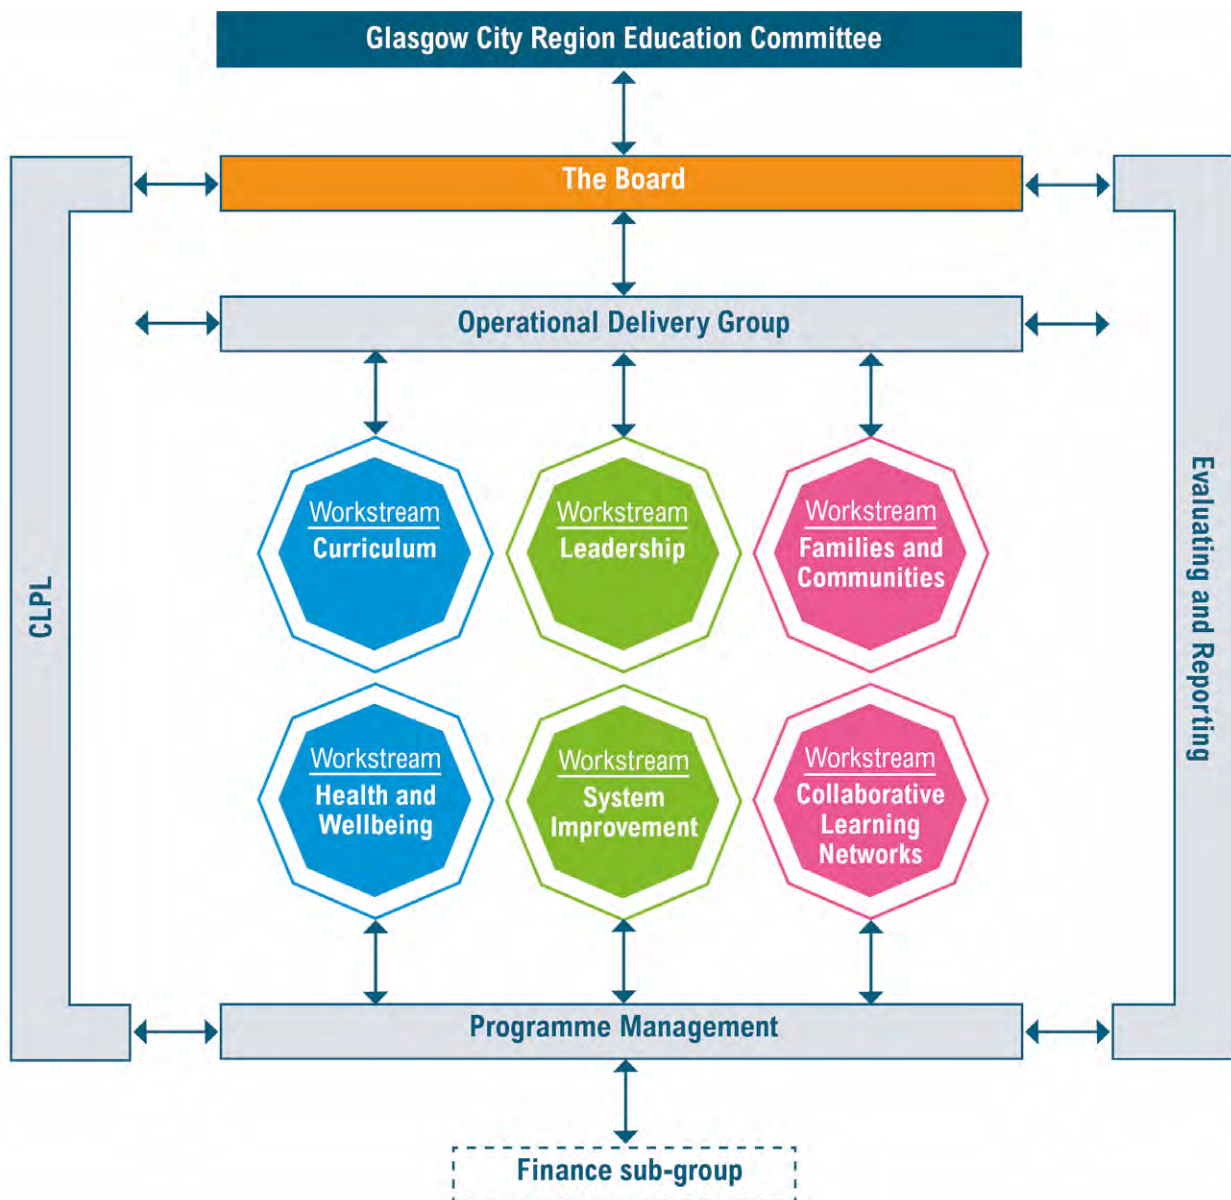 Glasgow City Region Education Committee
The Board
Operational Delivery Group
CLPL
Evaluating and Reporting
Workstream
Curriculum
Workstream
Leadership
Workstream
Families and
Communities
Workstream
Health and
Wellbeing
Workstream
System
Improvement
Workstream
Collaborative
Learning
Networks
Programme Management
Finance sub-group